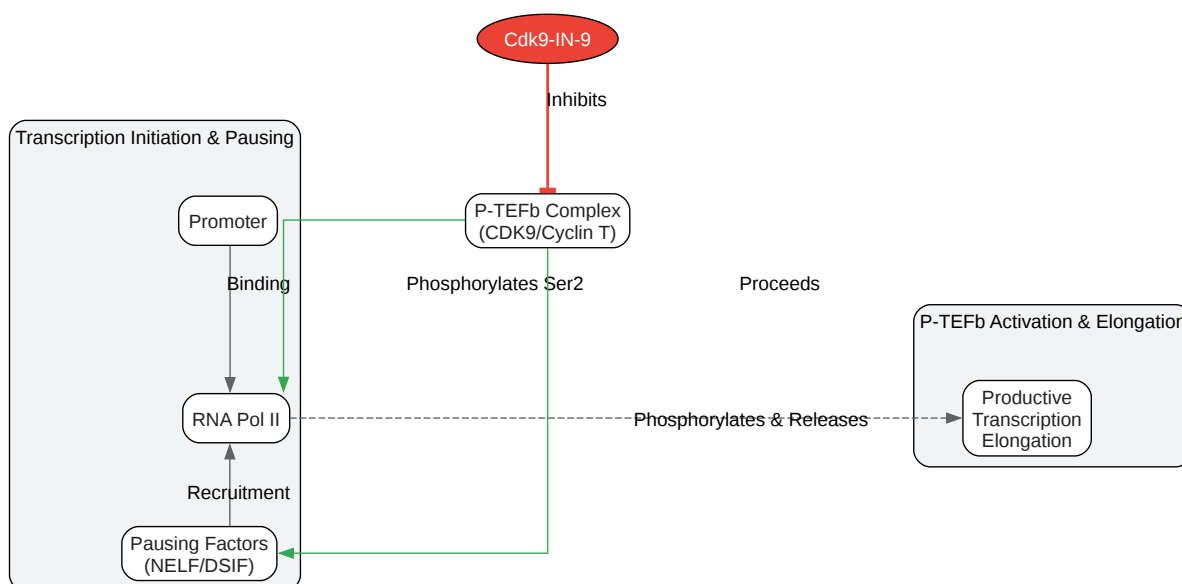 Cdk9-IN-9
Inhibits
Transcription Initiation & Pausing
Promoter
P-TEFb Complex
(CDK9/Cyclin T)
Binding
Phosphorylates Ser2
Proceeds
P-TEFb Activation & Elongation
RNA Pol II
Phosphorylates & Releases
Productive
Transcription
Elongation
Recruitment
Pausing Factors
(NELF/DSIF)